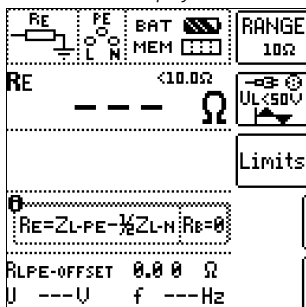 RE PE BAT RANGE
L N MEM 10Ω
RE <10.0Ω
--- Ω UL<50V
Limits
RE=ZL-PE-½ZL-N RB=0
RLPE-OFFSET 0.00 Ω
U ---V f ---Hz